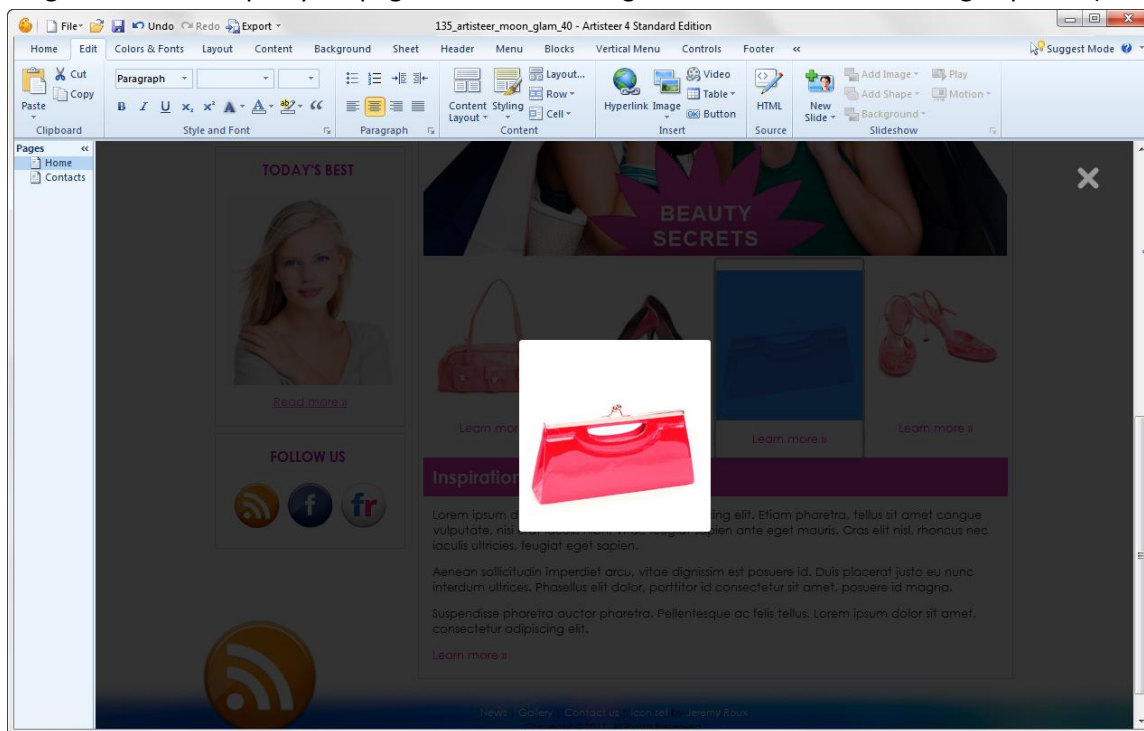 File Undo Redo Export 135_artisteer_moon_glam_40 - Artisteer 4 Standard Edition
Home Edit Colors & Fonts Layout Content Background Sheet Header Menu Blocks Vertical Menu Controls Footer « Suggest Mode
Cut Paragraph Layout... Video Add Image Play
Copy Row Table Add Shape Motion
Paste B I U Content Layout Styling Cell Hyperlink Image OK Button HTML New Slide Background
Clipboard Style and Font Paragraph Content Insert Source Slideshow
Pages «
Home
Contacts
TODAY'S BEST
Read more »
FOLLOW US
f
fr
BEAUTY
SECRETS
Learn more »
Learn more »
Inspiration
Lorem ipsum elit. Etiam pharetra, tellus sit amet congue
vulputate, nisi sapien ante eget mauris. Cras elit nisl, rhoncus nec
iaculis ultricies, feugiat eget sapien.
Aenean sollicitudin imperdiet arcu, vitae dignissim est posuere id. Duis placerat justo eu nunc
interdum ultrices. Phasellus elit dolor, porttitor id consectetur sit amet, posuere id magna.
Suspendisse pharetra auctor pharetra. Pellentesque ac felis tellus. Lorem ipsum dolor sit amet,
consectetur adipiscing elit.
Learn more »
News Gallery Contact us Icon set by Jeremy Roux